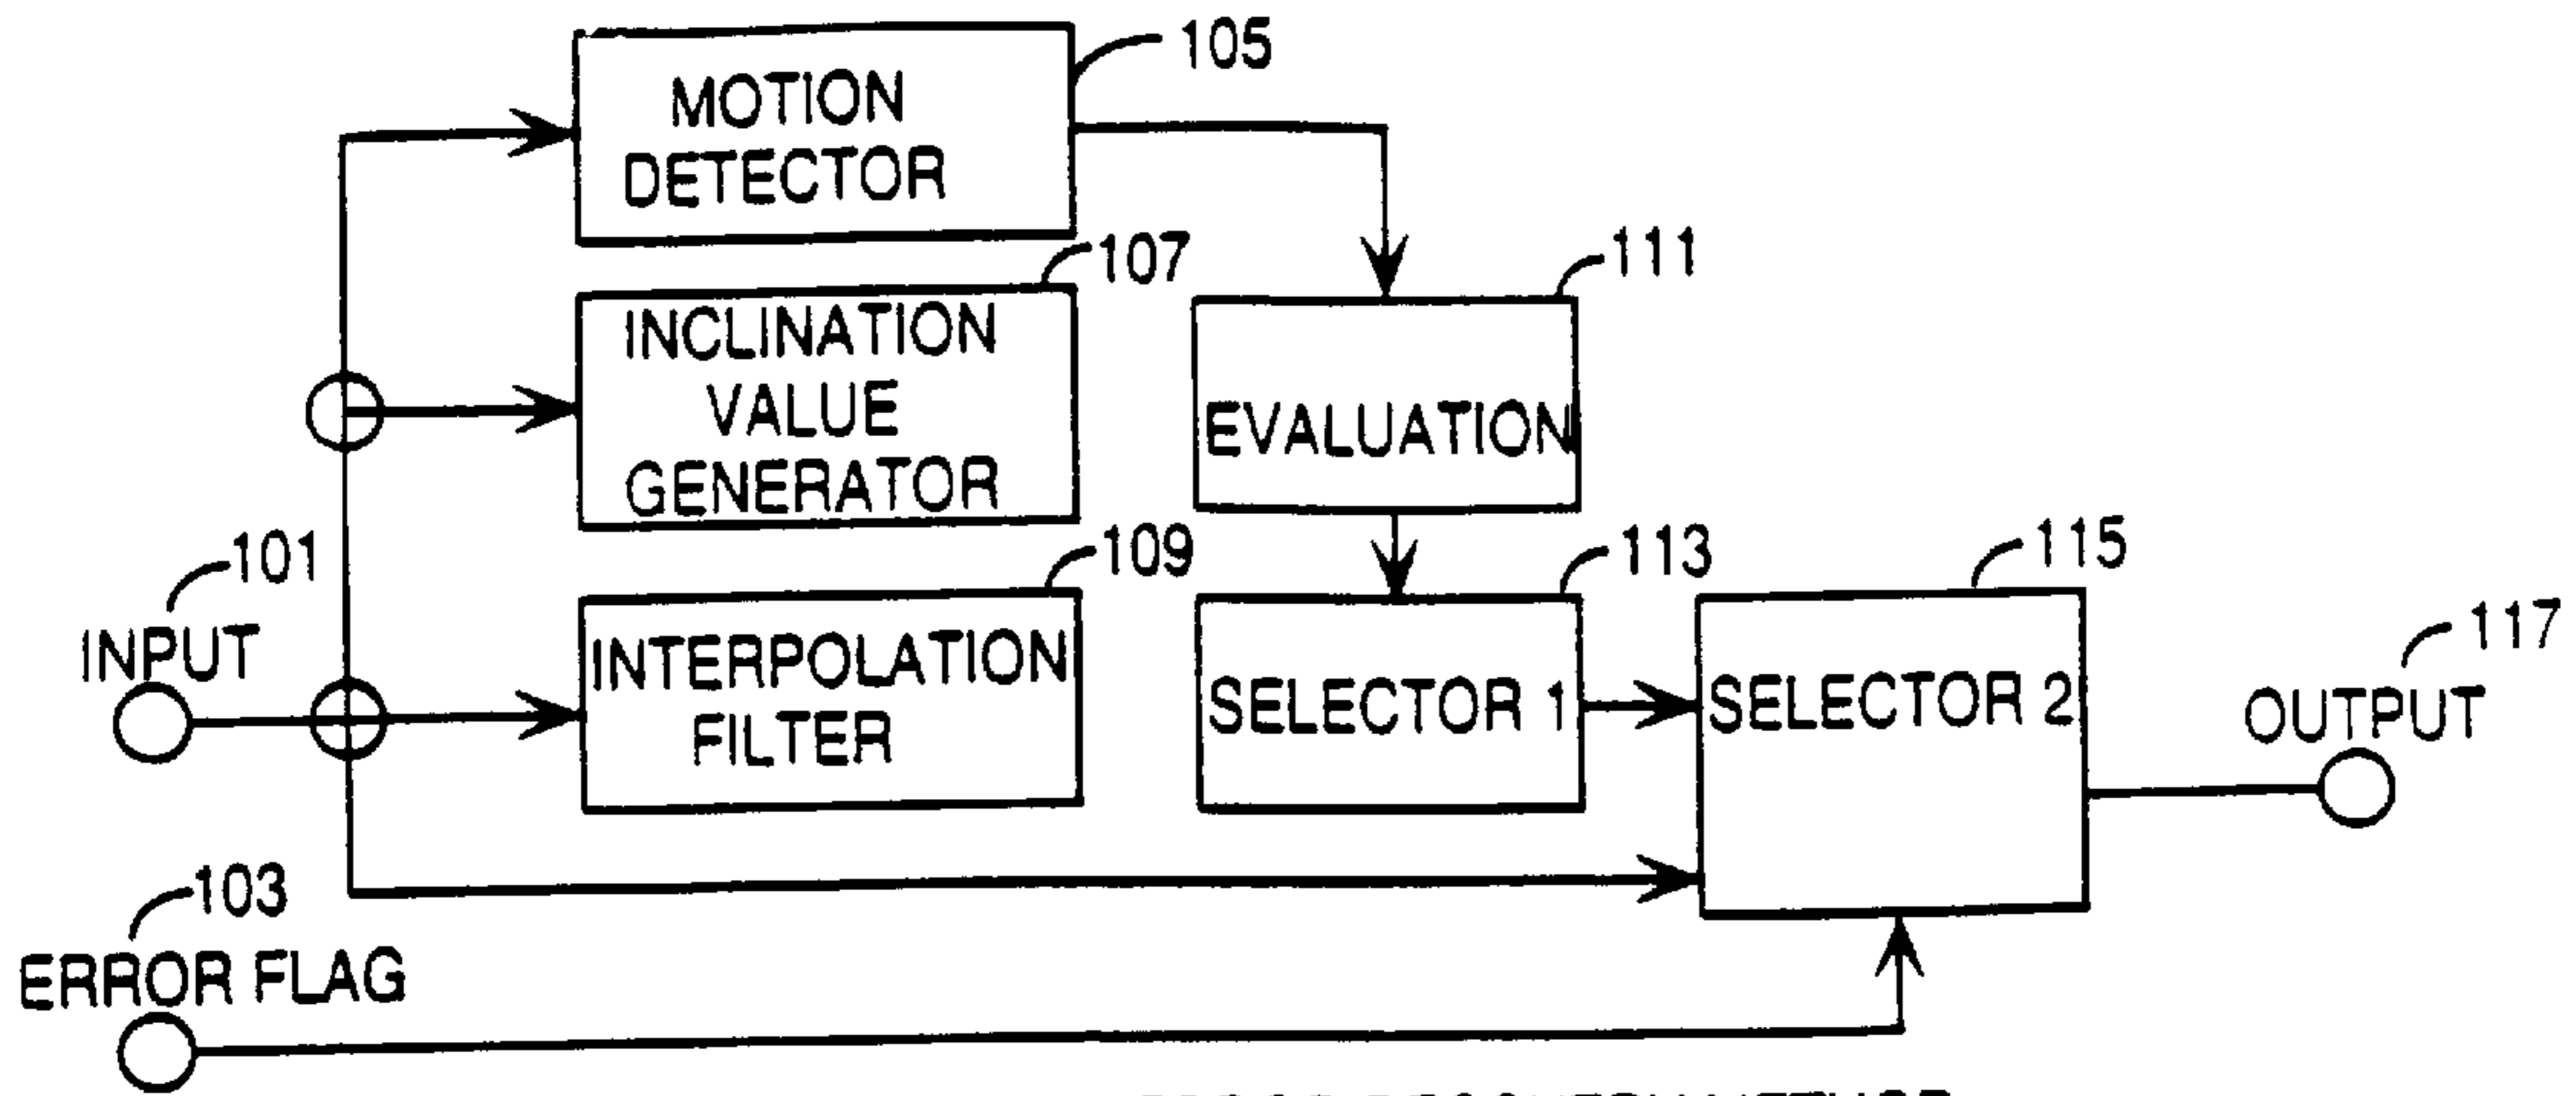 105
MOTION
DETECTOR
107
INCLINATION
VALUE
GENERATOR
111
EVALUATION
101
INPUT
109
INTERPOLATION
FILTER
113
SELECTOR 1
115
SELECTOR 2
117
OUTPUT
103
ERROR FLAG